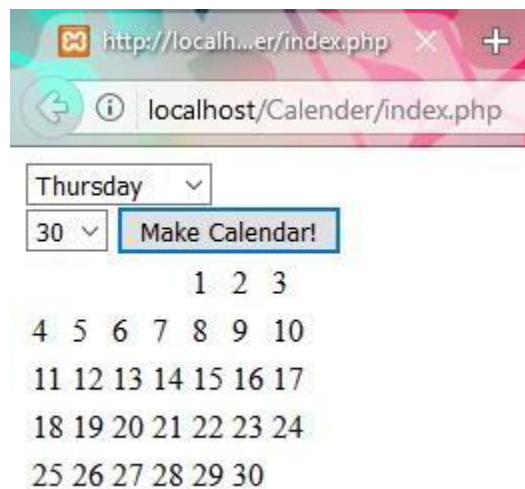 http://localh...er/index.php
localhost/Calender/index.php
Thursday
30 Make Calendar!
1 2 3
4 5 6 7 8 9 10
11 12 13 14 15 16 17
18 19 20 21 22 23 24
25 26 27 28 29 30